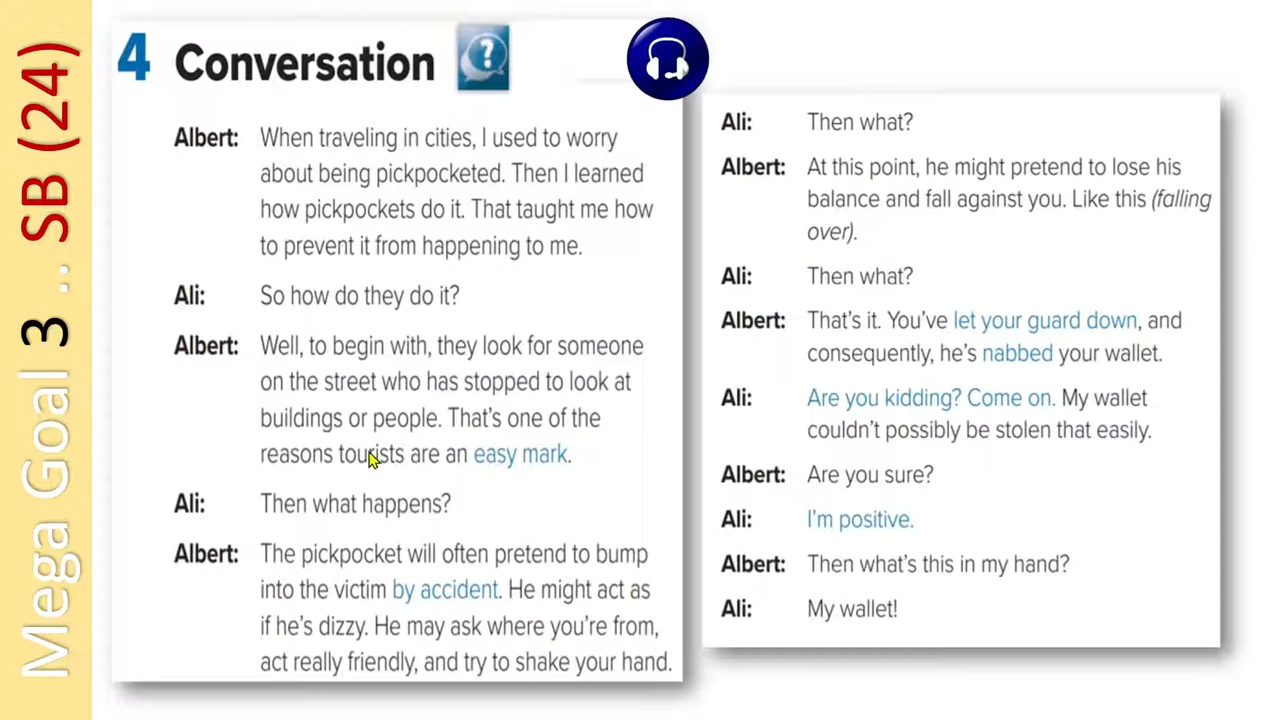 Mega Goal 3 .. SB (24)
4 Conversation
?
Albert: When traveling in cities, I used to worry
about being pickpocketed. Then I learned
how pickpockets do it. That taught me how
to prevent it from happening to me.
Ali: So how do they do it?
Albert: Well, to begin with, they look for someone
on the street who has stopped to look at
buildings or people. That's one of the
reasons tourists are an easy mark.
Ali: Then what happens?
Albert: The pickpocket will often pretend to bump
into the victim by accident. He might act as
if he's dizzy. He may ask where you're from,
act really friendly, and try to shake your hand.
Ali: Then what?
Albert: At this point, he might pretend to lose his
balance and fall against you. Like this (falling
over).
Ali: Then what?
Albert: That's it. You've let your guard down, and
consequently, he's nabbed your wallet.
Ali: Are you kidding? Come on. My wallet
couldn't possibly be stolen that easily.
Albert: Are you sure?
Ali: I'm positive.
Albert: Then what's this in my hand?
Ali: My wallet!